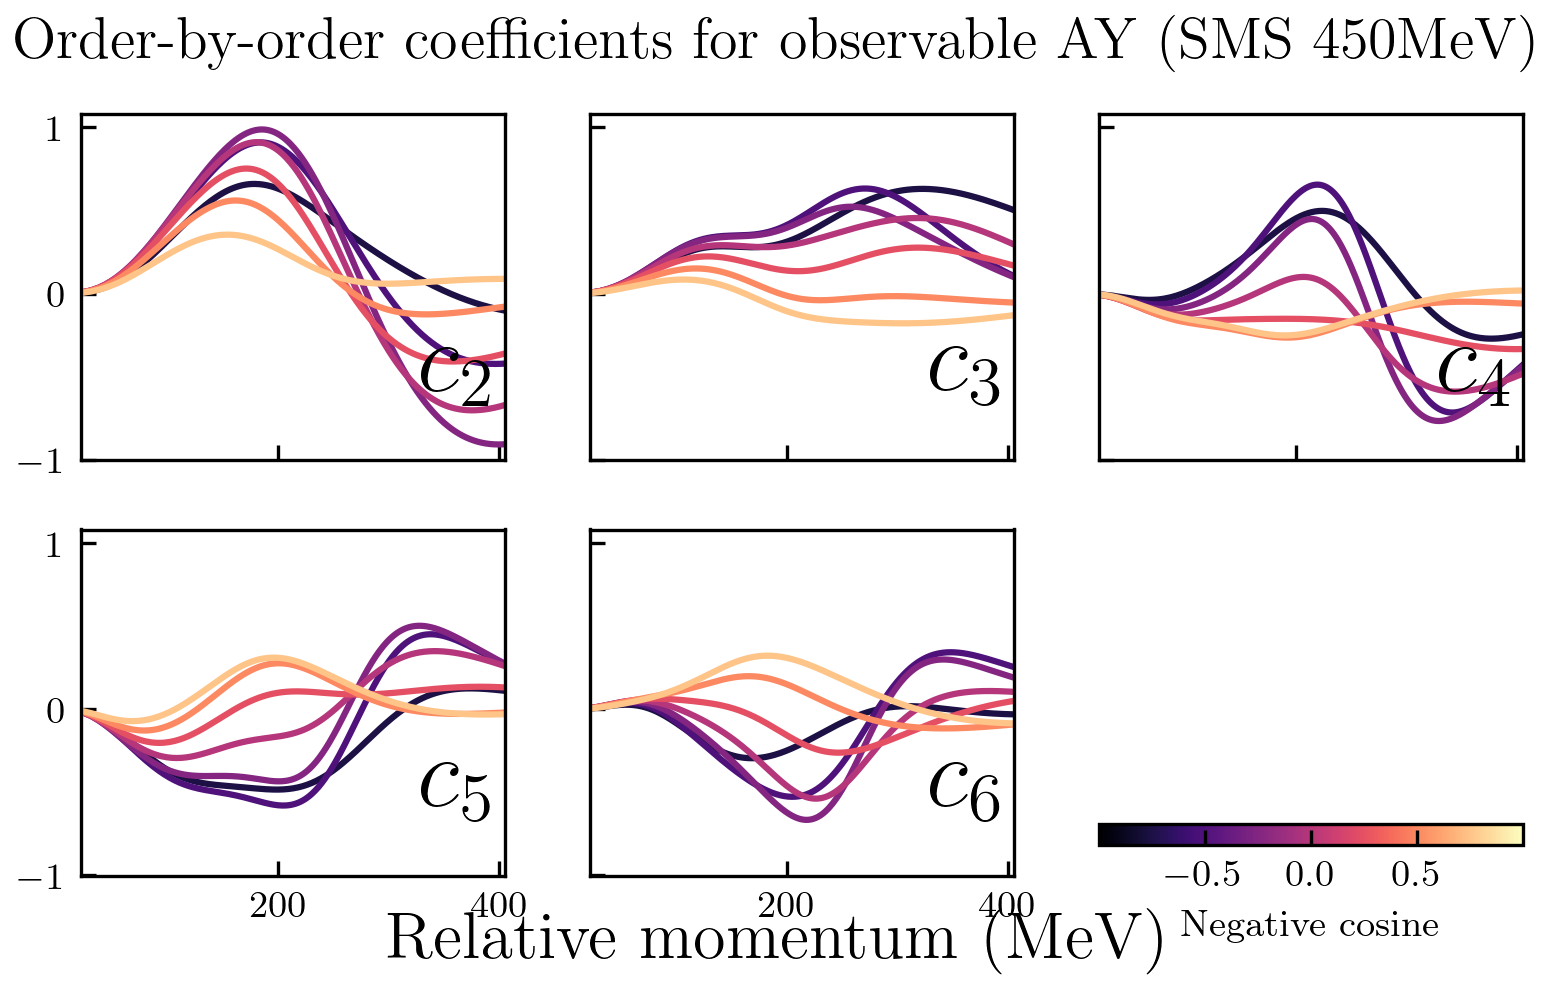 Order-by-order coefficients for observable AY (SMS 450MeV)
1
0
−1
c2
c3
c4
1
0
−1
c5
c6
200
400
200
400
Relative momentum (MeV)
−0.5
0.0
0.5
Negative cosine